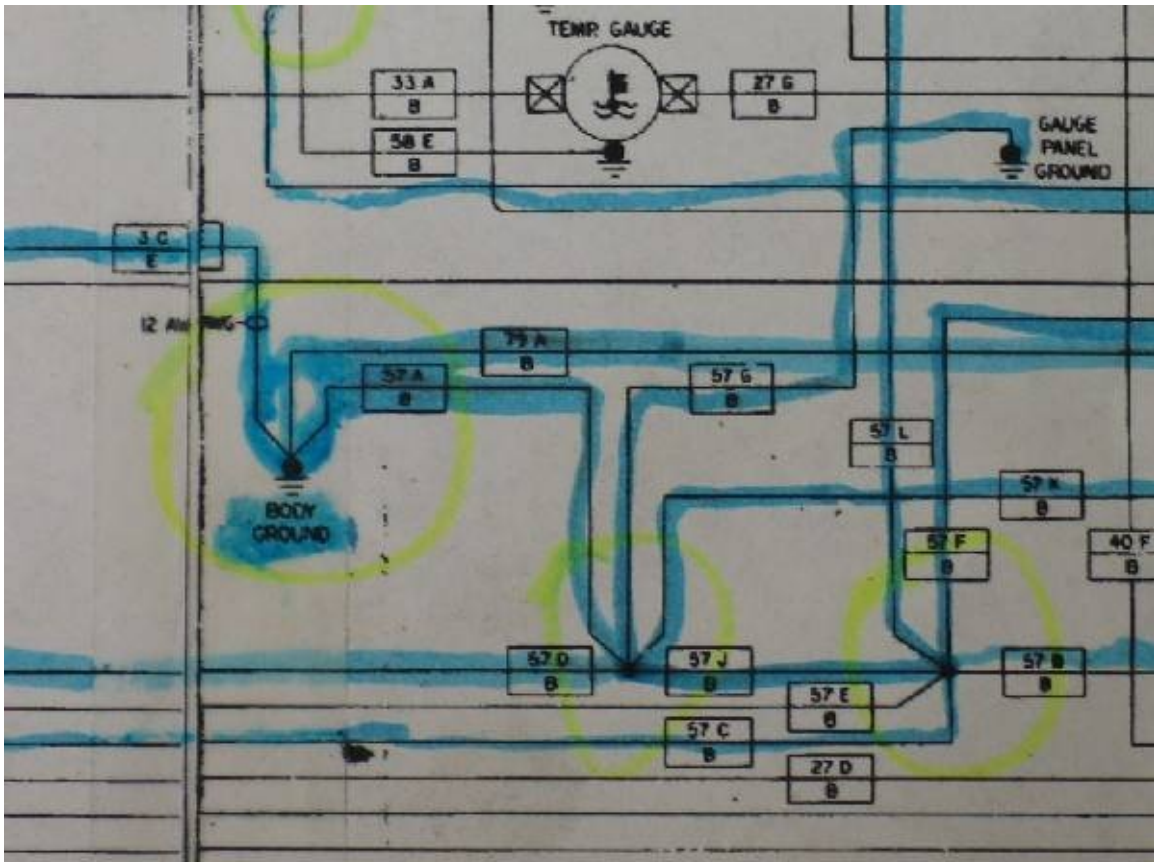 TEMP. GAUGE
33 A
B
27 G
B
58 E
B
GAUGE
PANEL
GROUND
3 C
E
12 AW
79 A
B
57 A
B
57 G
B
57 L
B
57 K
B
BODY
GROUND
57 F
B
40 F
B
57 D
B
57 J
B
57 B
B
57 E
B
57 C
B
27 D
B